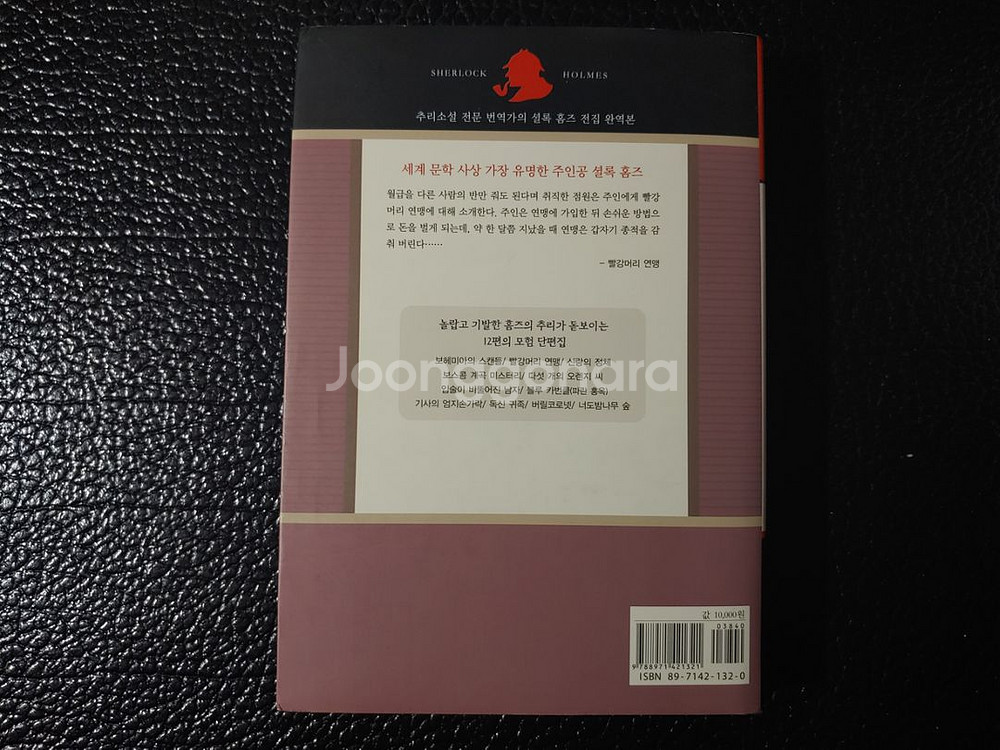 SHERLOCK HOLMES
추리소설 전문 번역가의 셜록 홈즈 전집 완역본
세계 문학 사상 가장 유명한 주인공 셜록 홈즈
월급을 다른 사람의 반만 줘도 된다며 취직한 점원은 주인에게 빨강
머리 연맹에 대해 소개한다. 주인은 연맹에 가입한 뒤 손쉬운 방법으
로 돈을 벌게 되는데, 약 한 달쯤 지났을 때 연맹은 갑자기 종적을 감
춰 버린다……
– 빨강머리 연맹
놀랍고 기발한 홈즈의 추리가 돋보이는
12편의 모험 단편집
보헤미아의 스캔들/ 빨강머리 연맹/ 신랑의 정체
보스콤 계곡 미스터리/ 다섯 개의 오렌지 씨
입술이 비뚤어진 남자/ 블루 카번클(파란 홍옥)
기사의 엄지손가락/ 독신 귀족/ 버릴코로넷/ 너도밤나무 숲
Joonggonara
값 10,000원
03840
9 788971 421321
ISBN 89-7142-132-0